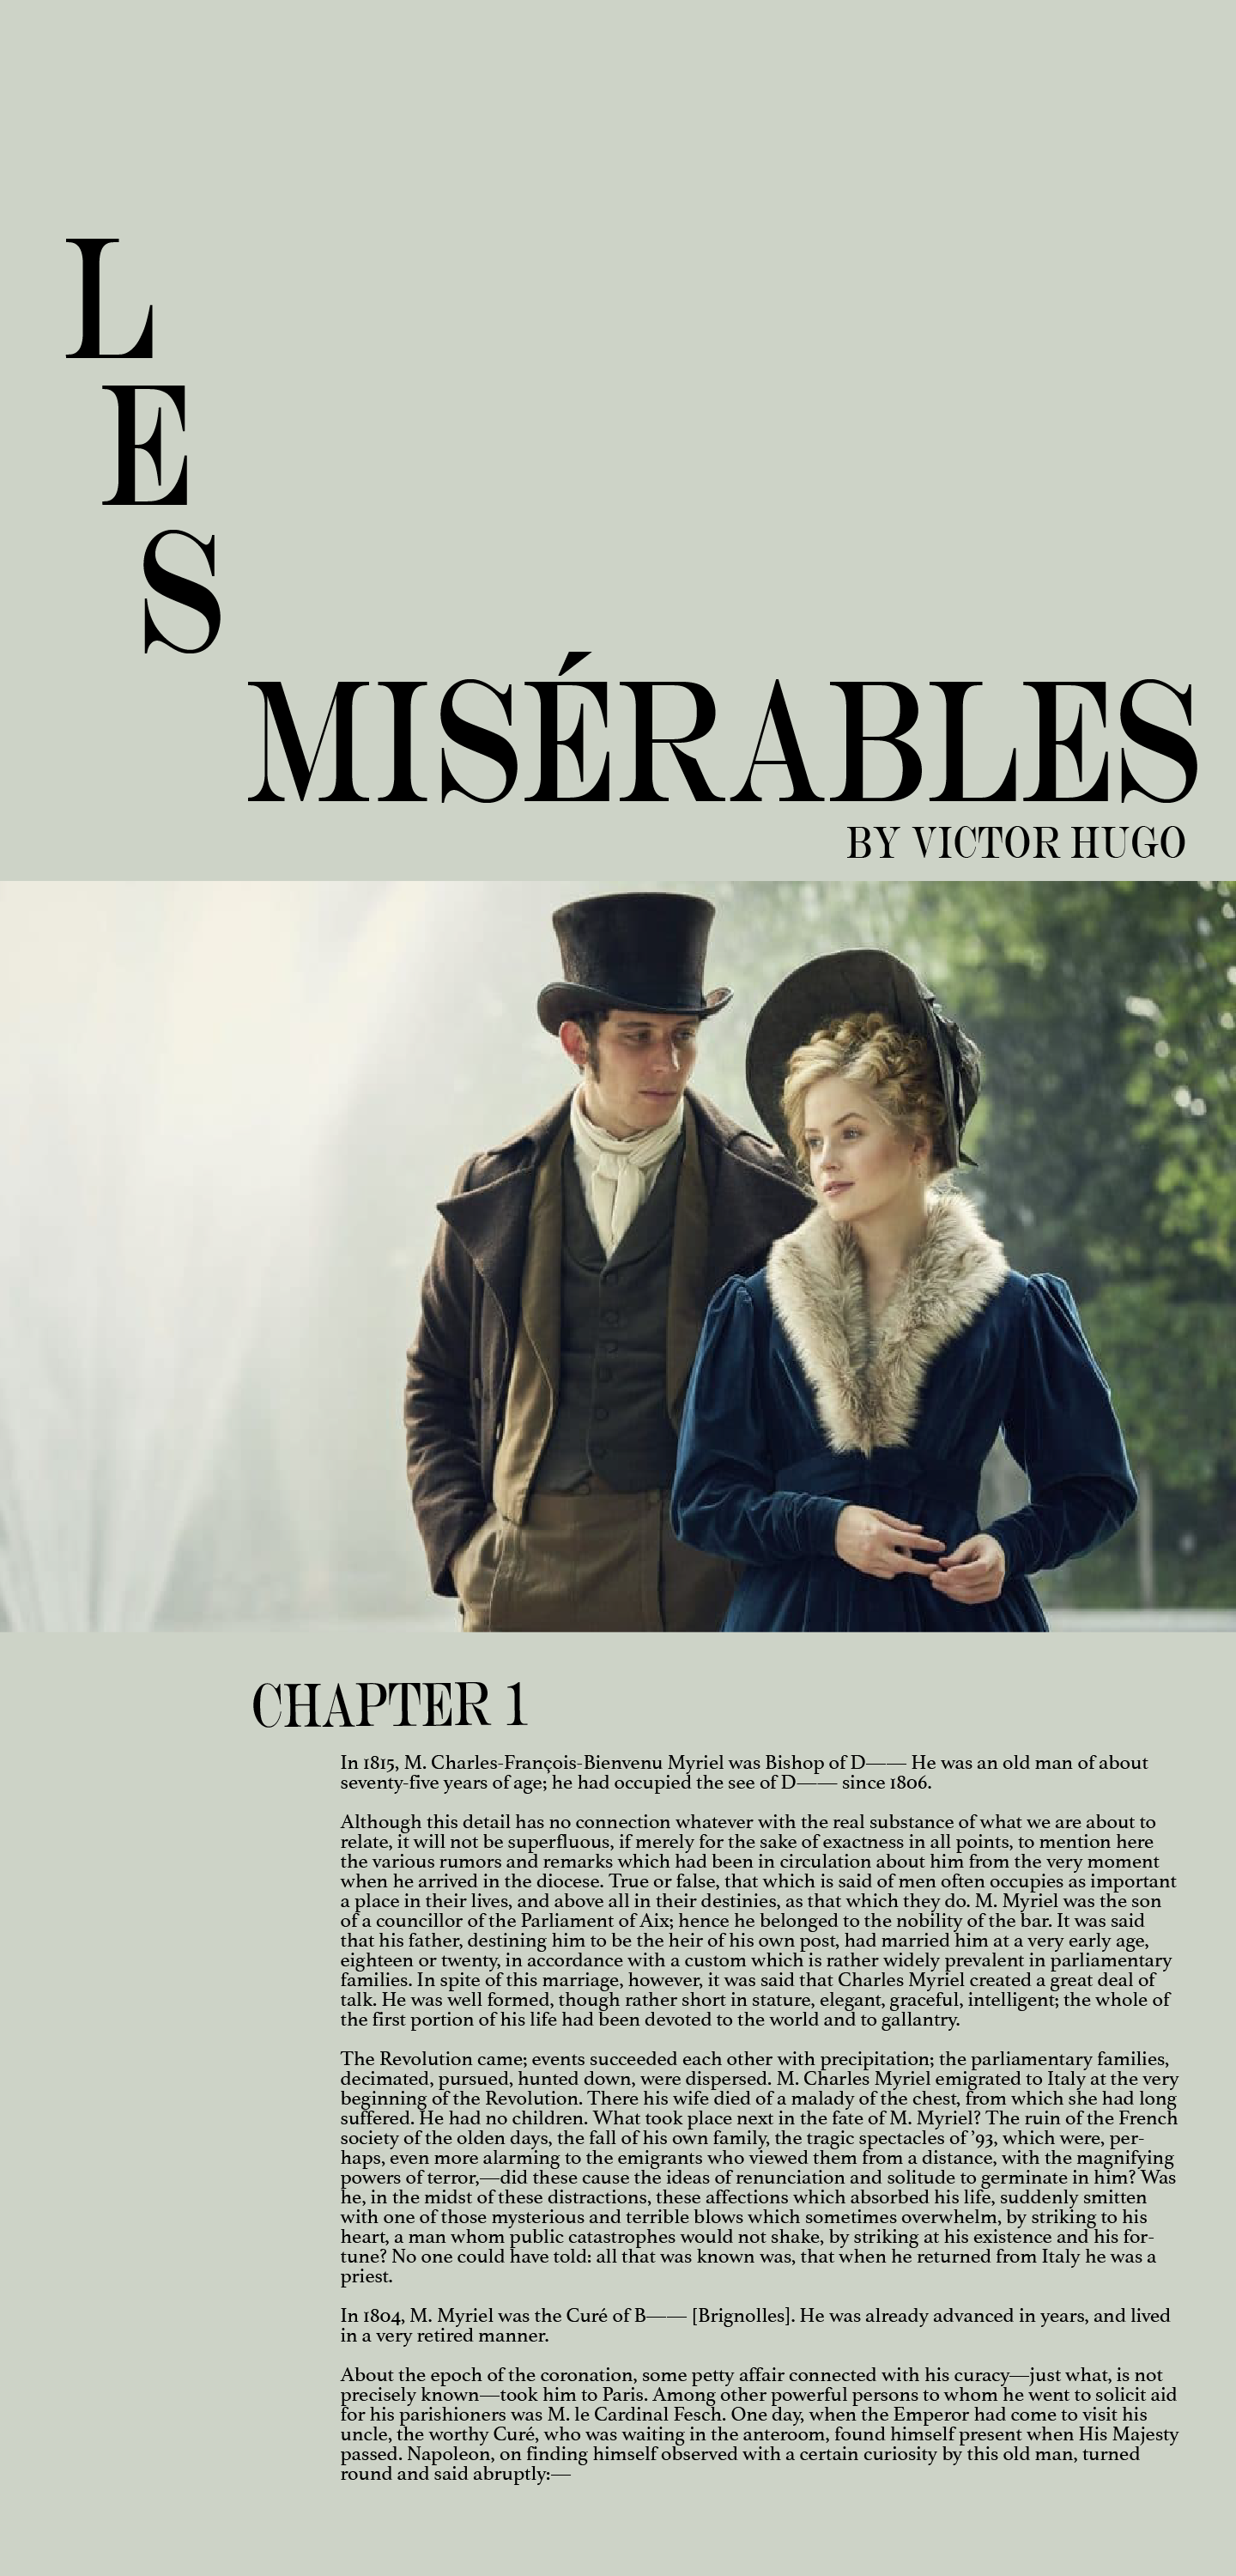 LES
MISÉRABLES
BY VICTOR HUGO
CHAPTER 1
In 1815, M. Charles-François-Bienvenu Myriel was Bishop of D—— He was an old man of about
seventy-five years of age; he had occupied the see of D—— since 1806.
Although this detail has no connection whatever with the real substance of what we are about to
relate, it will not be superfluous, if merely for the sake of exactness in all points, to mention here
the various rumors and remarks which had been in circulation about him from the very moment
when he arrived in the diocese. True or false, that which is said of men often occupies as important
a place in their lives, and above all in their destinies, as that which they do. M. Myriel was the son
of a councillor of the Parliament of Aix; hence he belonged to the nobility of the bar. It was said
that his father, destining him to be the heir of his own post, had married him at a very early age,
eighteen or twenty, in accordance with a custom which is rather widely prevalent in parliamentary
families. In spite of this marriage, however, it was said that Charles Myriel created a great deal of
talk. He was well formed, though rather short in stature, elegant, graceful, intelligent; the whole of
the first portion of his life had been devoted to the world and to gallantry.
The Revolution came; events succeeded each other with precipitation; the parliamentary families,
decimated, pursued, hunted down, were dispersed. M. Charles Myriel emigrated to Italy at the very
beginning of the Revolution. There his wife died of a malady of the chest, from which she had long
suffered. He had no children. What took place next in the fate of M. Myriel? The ruin of the French
society of the olden days, the fall of his own family, the tragic spectacles of ’93, which were, per-
haps, even more alarming to the emigrants who viewed them from a distance, with the magnifying
powers of terror,—did these cause the ideas of renunciation and solitude to germinate in him? Was
he, in the midst of these distractions, these affections which absorbed his life, suddenly smitten
with one of those mysterious and terrible blows which sometimes overwhelm, by striking to his
heart, a man whom public catastrophes would not shake, by striking at his existence and his for-
tune? No one could have told: all that was known was, that when he returned from Italy he was a
priest.
In 1804, M. Myriel was the Curé of B—— [Brignolles]. He was already advanced in years, and lived
in a very retired manner.
About the epoch of the coronation, some petty affair connected with his curacy—just what, is not
precisely known—took him to Paris. Among other powerful persons to whom he went to solicit aid
for his parishioners was M. le Cardinal Fesch. One day, when the Emperor had come to visit his
uncle, the worthy Curé, who was waiting in the anteroom, found himself present when His Majesty
passed. Napoleon, on finding himself observed with a certain curiosity by this old man, turned
round and said abruptly:—